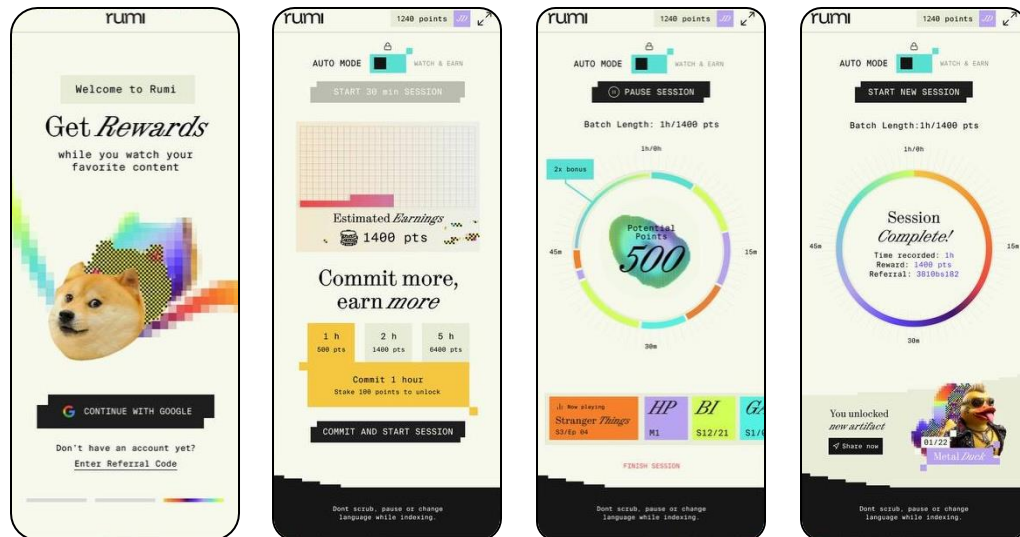 rumi
Welcome to Rumi
Get Rewards
while you watch your
favorite content
CONTINUE WITH GOOGLE
Don't have an account yet?
Enter Referral Code
rumi
1240 points
JD
AUTO MODE
WATCH & EARN
START 30 min SESSION
Estimated Earnings
1400 pts
Commit more,
earn more
1 h
500 pts
2 h
1400 pts
5 h
6400 pts
Commit 1 hour
Stake 100 points to unlock
COMMIT AND START SESSION
Dont scrub, pause or change
language while indexing.
rumi
1240 points
JD
AUTO MODE
WATCH & EARN
PAUSE SESSION
Batch Length: 1h/1400 pts
1h/0h
2x bonus
Potential
Points
500
45m
15m
30m
Now playing
Stranger Things
S3/Ep 04
HP
M1
BI
S12/21
GA
S1/
FINISH SESSION
Dont scrub, pause or change
language while indexing.
rumi
1240 points
JD
AUTO MODE
WATCH & EARN
START NEW SESSION
Batch Length:1h/1400 pts
1h/0h
Session
Complete!
Time recorded: 1h
Reward: 1400 pts
Referral: 3810bs182
45m
15m
30m
You unlocked
new artifact
Share now
01/22
Metal Duck
Dont scrub, pause or change
language while indexing.